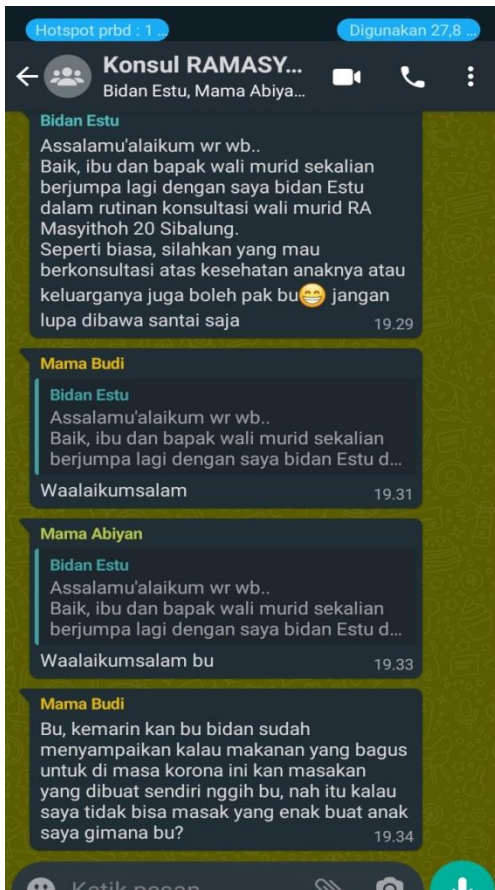 Hotspot prbd : 1 ...
Digunakan 27,8 ...
Konsul RAMASY...
Bidan Estu, Mama Abiya...
Bidan Estu
Assalamu'alaikum wr wb..
Baik, ibu dan bapak wali murid sekalian
berjumpa lagi dengan saya bidan Estu
dalam rutinan konsultasi wali murid RA
Masyithoh 20 Sibalung.
Seperti biasa, silahkan yang mau
berkonsultasi atas kesehatan anaknya atau
keluarganya juga boleh pak bu😁 jangan
lupa dibawa santai saja
19.29
Mama Budi
Bidan Estu
Assalamu'alaikum wr wb..
Baik, ibu dan bapak wali murid sekalian
berjumpa lagi dengan saya bidan Estu d...
Waalaikumsalam
19.31
Mama Abiyan
Bidan Estu
Assalamu'alaikum wr wb..
Baik, ibu dan bapak wali murid sekalian
berjumpa lagi dengan saya bidan Estu d...
Waalaikumsalam bu
19.33
Mama Budi
Bu, kemarin kan bu bidan sudah
menyampaikan kalau makanan yang bagus
untuk di masa korona ini kan masakan
yang dibuat sendiri nggih bu, nah itu kalau
saya tidak bisa masak yang enak buat anak
saya gimana bu?
19.34
Ketik pesan